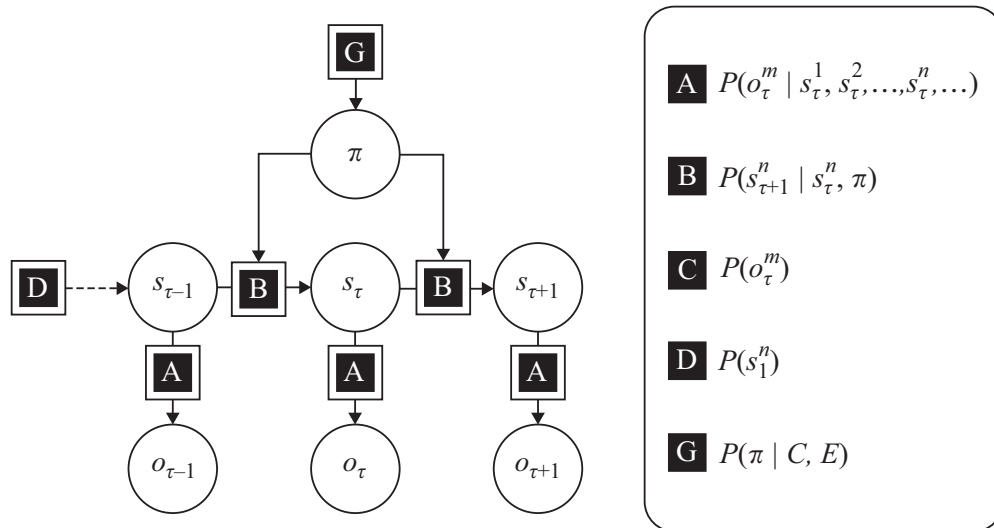 G
π
D
s_{τ–1}
B
s_τ
B
s_{τ+1}
A
A
A
o_{τ–1}
o_τ
o_{τ+1}
A P(o_τ^m | s_τ^1, s_τ^2,…,s_τ^n,…)
B P(s_{τ+1}^n | s_τ^n, π)
C P(o_τ^m)
D P(s_1^n)
G P(π | C, E)